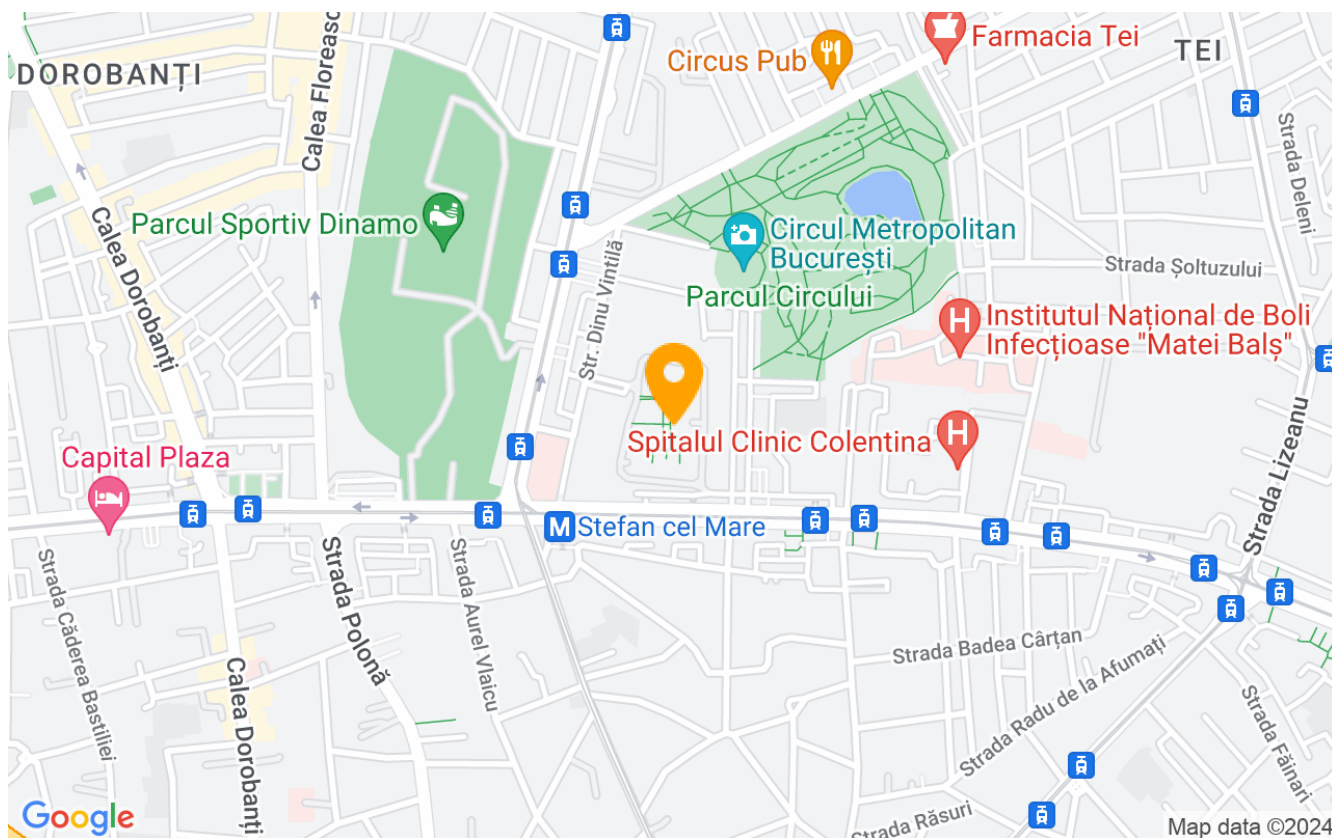 Farmacia Tei
TEI
Circus Pub
DOROBANȚI
Calea Floreasc
Strada Deleni
Parcul Sportiv Dinamo
Calea Dorobanți
Circul Metropolitan
București
Strada Șoltuzului
Parcul Circului
Str. Dinu Vintilă
Institutul Național de Boli
Infecțioase "Matei Balș"
Spitalul Clinic Colentina
Capital Plaza
Strada Lizeanu
M
Stefan cel Mare
Strada Căderea Bastiliei
Strada Polonă
Strada Aurel Vlaicu
Strada Badea Cârțan
Strada Radu de la Afumați
Calea Dorobanți
Strada Făinari
Strada Răsuri
Google
Map data ©2024